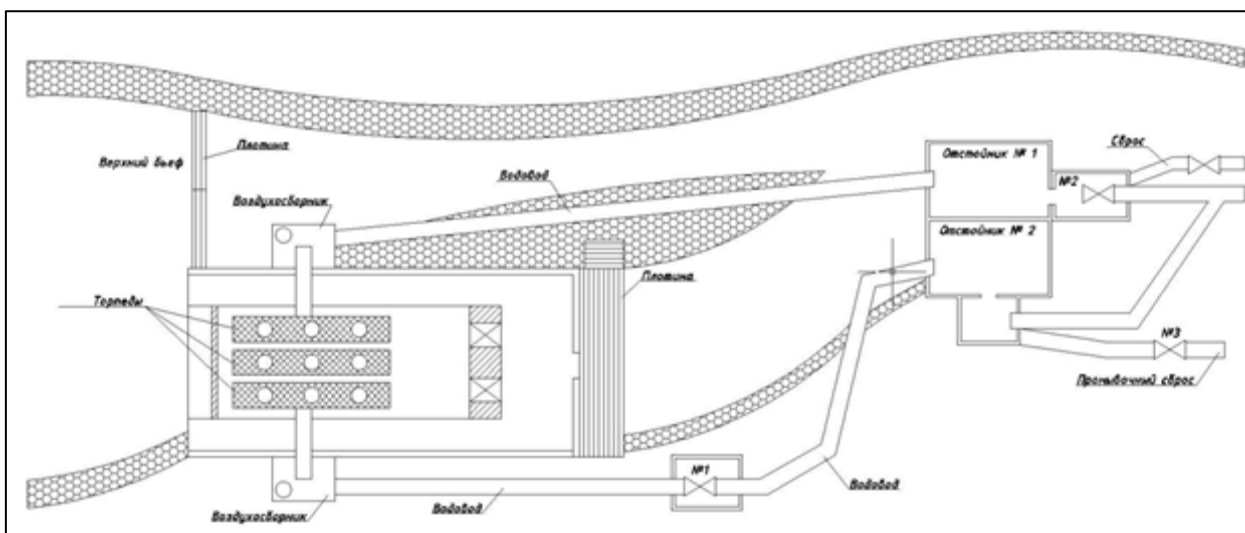 Сброс
Отстойник № 1
Плотина
Верхний бьеф
Водовод
№2
Воздухосборник
Отстойник № 2
Плотина
Торпеды
№3
Промывочный сброс
№1
Водовод
Водовод
Воздухосборник